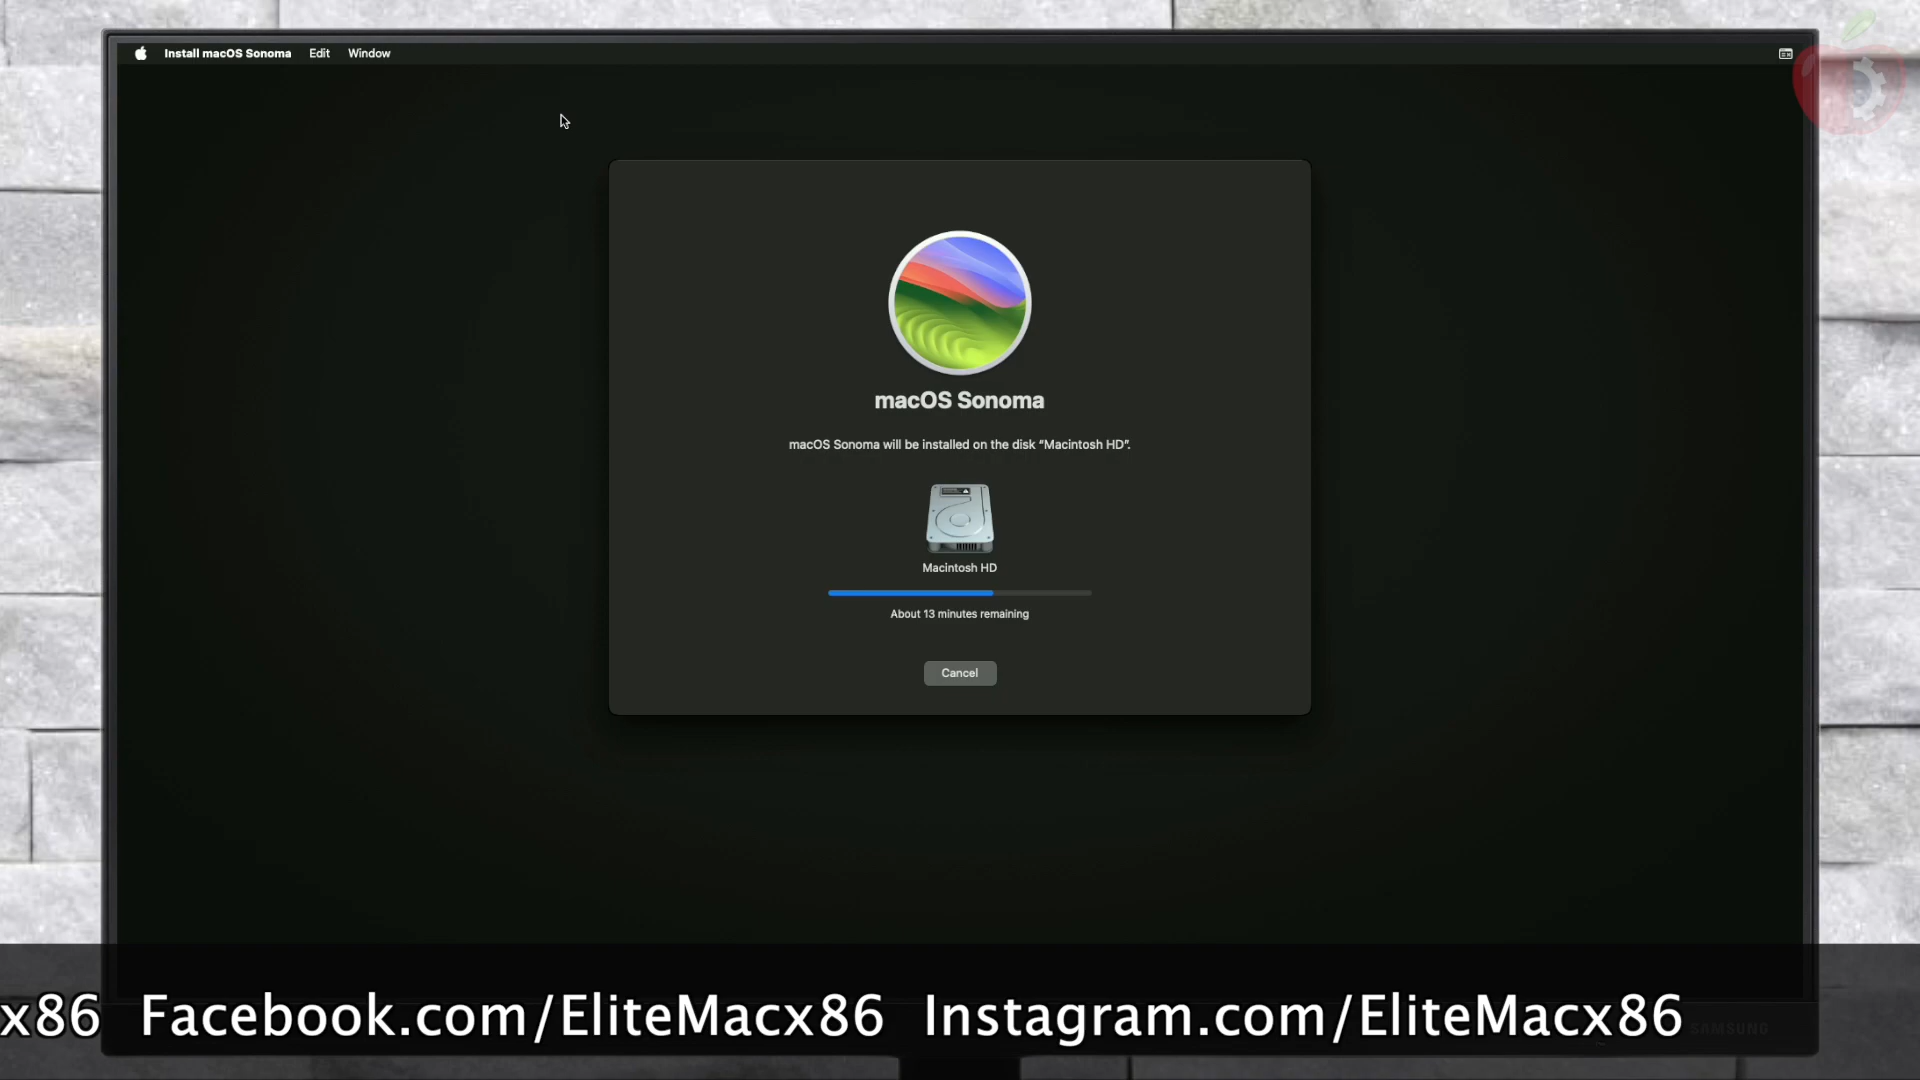 Install macOS Sonoma Edit Window
macOS Sonoma
macOS Sonoma will be installed on the disk “Macintosh HD”.
Macintosh HD
About 13 minutes remaining
Cancel
x86 Facebook.com/EliteMacx86 Instagram.com/EliteMacx86
SAMSUNG